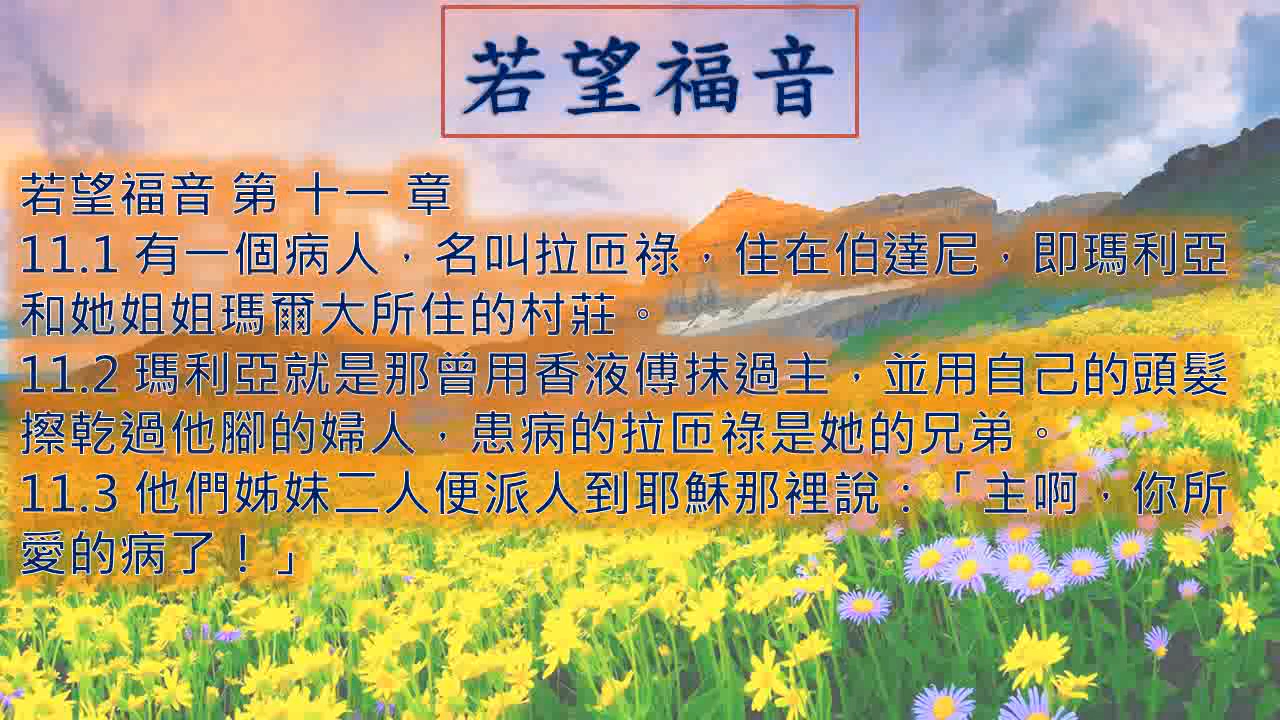 若望福音
若望福音 第 十一 章
11.1 有一個病人，名叫拉匝祿，住在伯達尼，即瑪利亞
和她姐姐瑪爾大所住的村莊。
11.2 瑪利亞就是那曾用香液傅抹過主，並用自己的頭髮
擦乾過他腳的婦人，患病的拉匝祿是她的兄弟。
11.3 他們姊妹二人便派人到耶穌那裡說：「主啊，你所
愛的病了！」